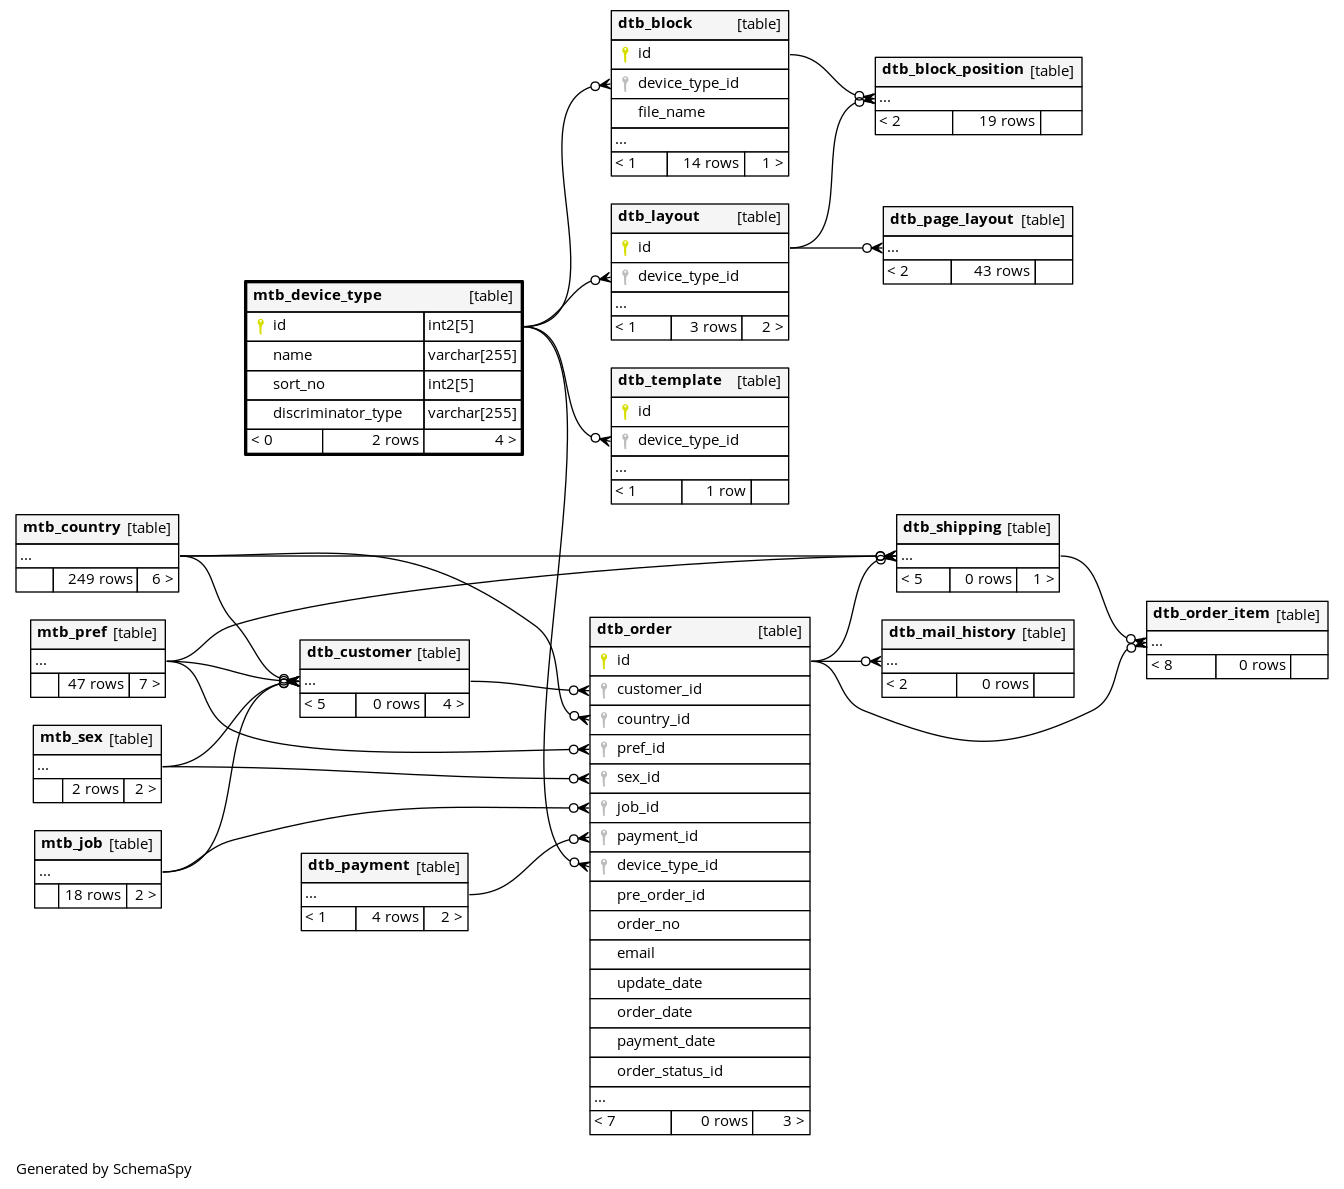 dtb_block [table]
id
device_type_id
file_name
...
< 1 14 rows 1 >
dtb_block_position [table]
...
< 2 19 rows
dtb_layout [table]
id
device_type_id
...
< 1 3 rows 2 >
dtb_page_layout [table]
...
< 2 43 rows
mtb_device_type [table]
id int2[5]
name varchar[255]
sort_no int2[5]
discriminator_type varchar[255]
< 0 2 rows 4 >
dtb_template [table]
id
device_type_id
...
< 1 1 row
mtb_country [table]
...
249 rows 6 >
dtb_shipping [table]
...
< 5 0 rows 1 >
mtb_pref [table]
...
47 rows 7 >
dtb_customer [table]
...
< 5 0 rows 4 >
mtb_sex [table]
...
2 rows 2 >
mtb_job [table]
...
18 rows 2 >
dtb_payment [table]
...
< 1 4 rows 2 >
dtb_order [table]
id
customer_id
country_id
pref_id
sex_id
job_id
payment_id
device_type_id
pre_order_id
order_no
email
update_date
order_date
payment_date
order_status_id
...
< 7 0 rows 3 >
dtb_mail_history [table]
...
< 2 0 rows
dtb_order_item [table]
...
< 8 0 rows
Generated by SchemaSpy